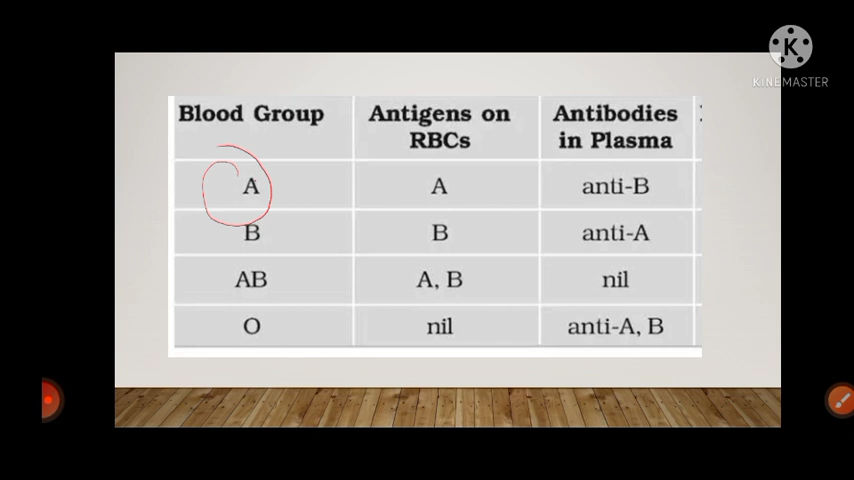 K
KINEMASTER
Blood Group Antigens on RBCs Antibodies in Plasma
A A anti-B
B B anti-A
AB A, B nil
O nil anti-A, B